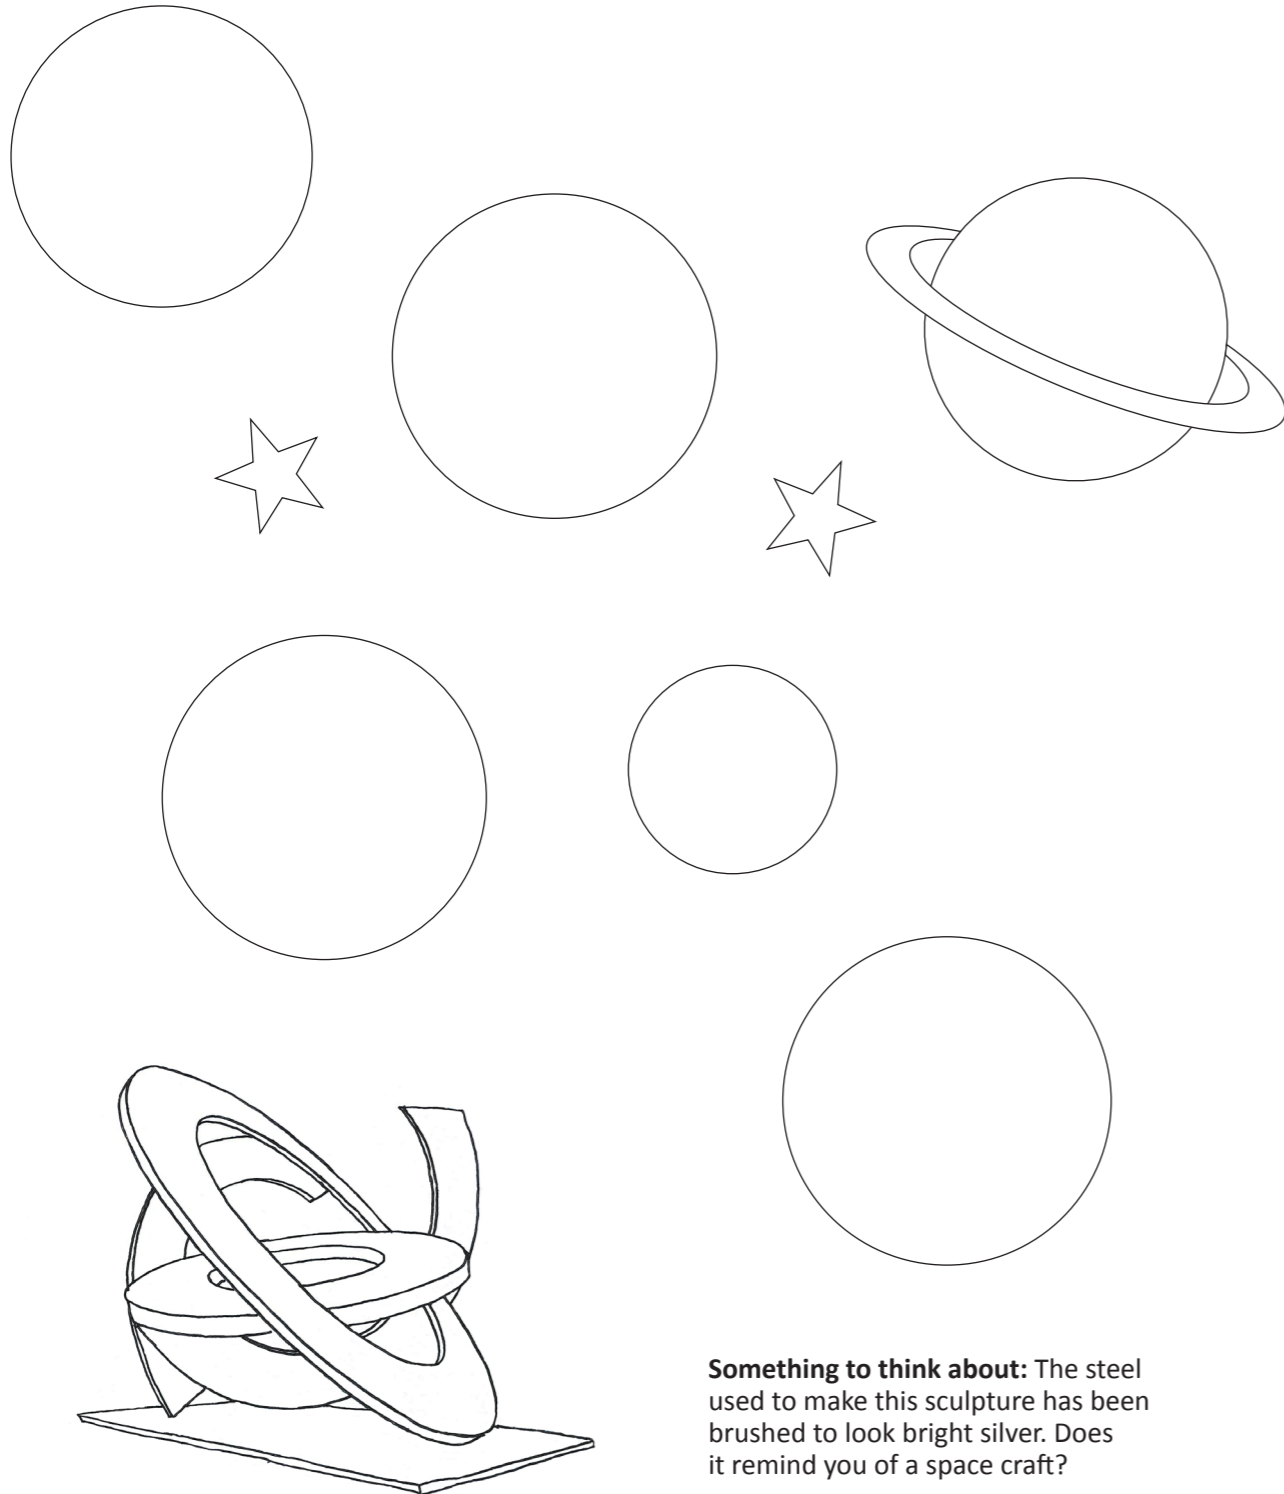 Something to think about: The steel
used to make this sculpture has been
brushed to look bright silver. Does
it remind you of a space craft?